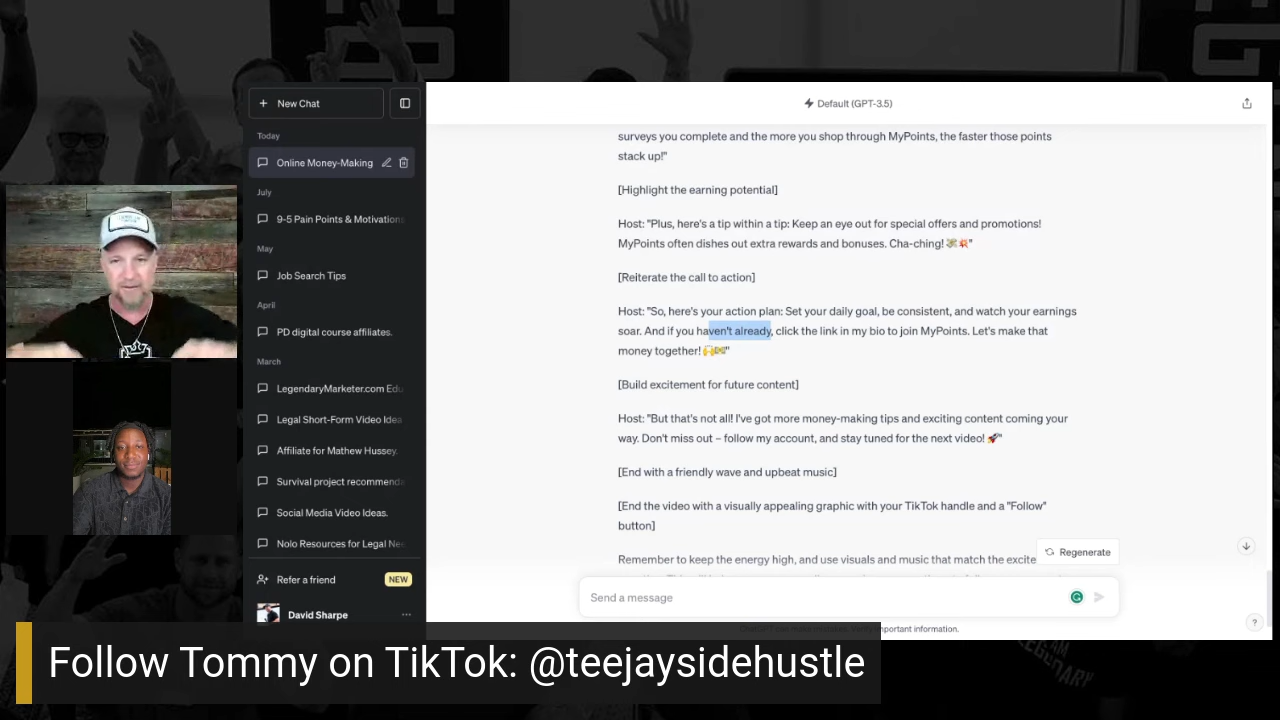 New Chat
Today
Online Money-Making
July
9-5 Pain Points & Motivations
May
Job Search Tips
April
PD digital course affiliates.
March
LegendaryMarketer.com Edu
Legal Short-Form Video Idea
Affiliate for Mathew Hussey.
Survival project recommenda
Social Media Video Ideas.
Nolo Resources for Legal Nee
Refer a friend
NEW
David Sharpe
Default (GPT-3.5)
surveys you complete and the more you shop through MyPoints, the faster those points
stack up!"
[Highlight the earning potential]
Host: "Plus, here's a tip within a tip: Keep an eye out for special offers and promotions!
MyPoints often dishes out extra rewards and bonuses. Cha-ching! 💸💥"
[Reiterate the call to action]
Host: "So, here's your action plan: Set your daily goal, be consistent, and watch your earnings
soar. And if you haven't already, click the link in my bio to join MyPoints. Let's make that
money together! 🙌💵"
[Build excitement for future content]
Host: "But that's not all! I've got more money-making tips and exciting content coming your
way. Don't miss out – follow my account, and stay tuned for the next video! 🚀"
[End with a friendly wave and upbeat music]
[End the video with a visually appealing graphic with your TikTok handle and a "Follow"
button]
Remember to keep the energy high, and use visuals and music that match the excite
Regenerate
Send a message
important information.
?
Follow Tommy on TikTok: @teejaysidehustle